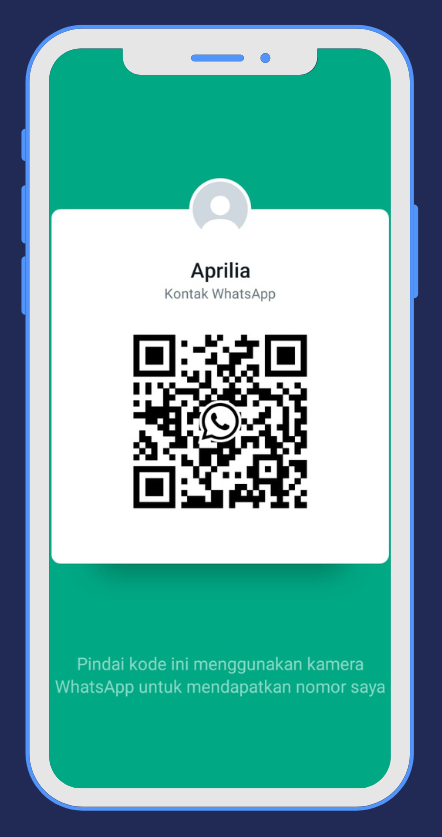 Aprilia
Kontak WhatsApp
Pindai kode ini menggunakan kamera
WhatsApp untuk mendapatkan nomor saya